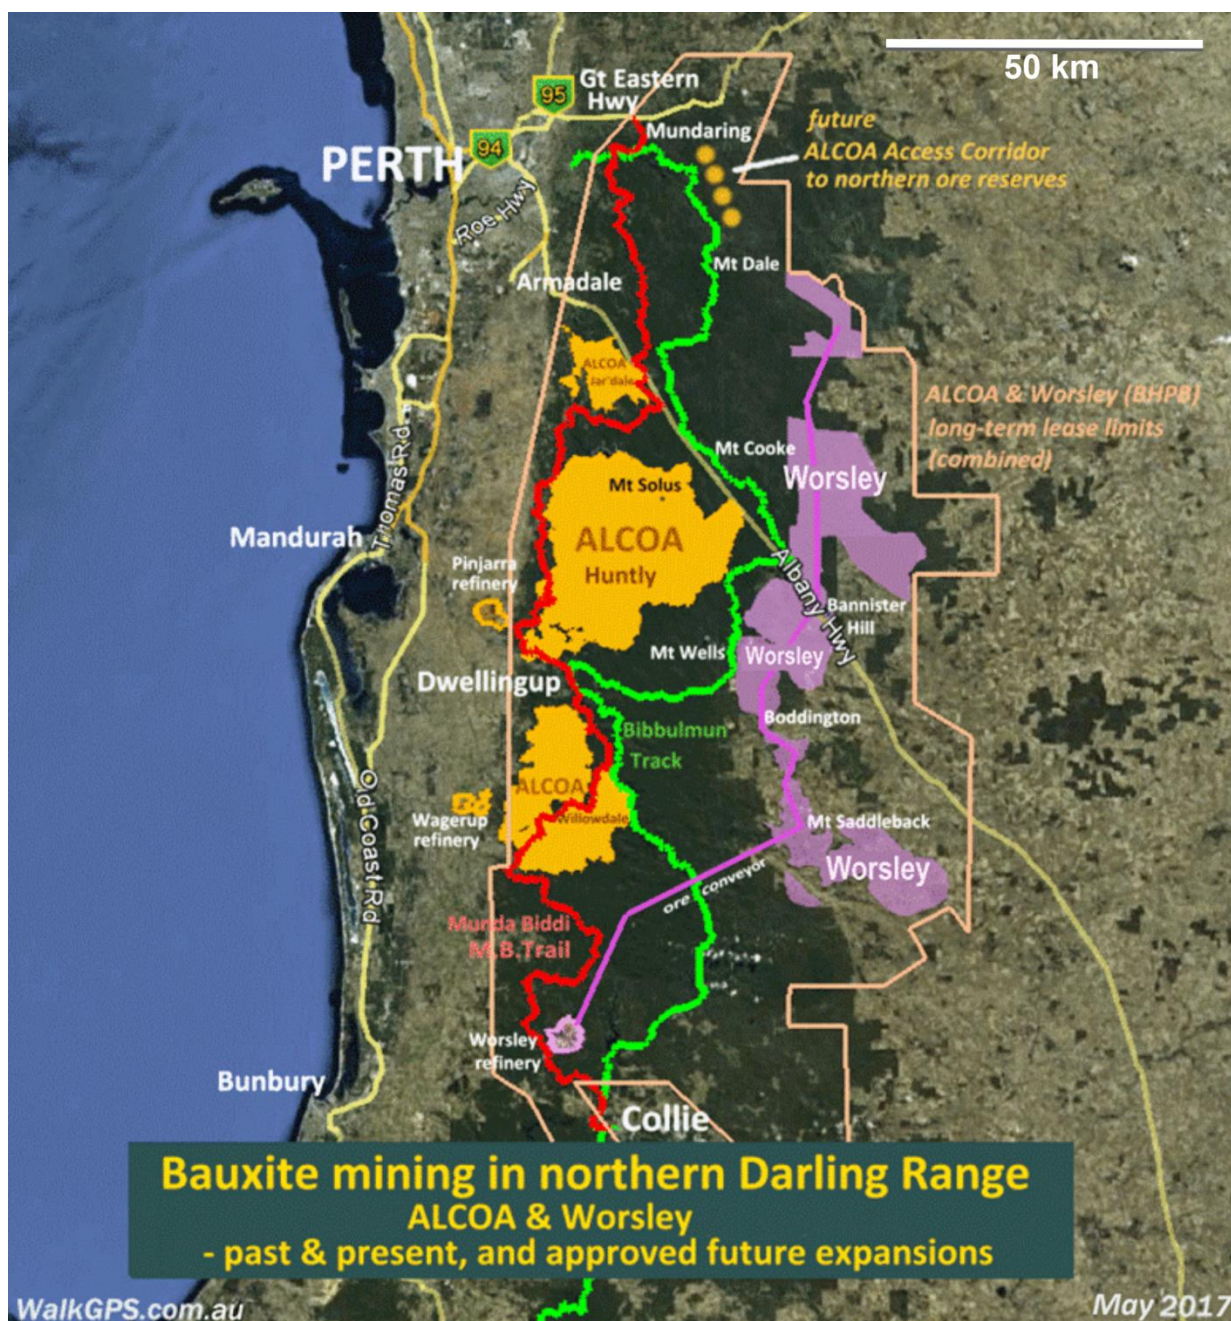 50 km
95
Gt Eastern
Hwy
94
PERTH
Mundaring
future
ALCOA Access Corridor
to northern ore reserves
Roe Hwy
Armadale
Mt Dale
ALCOA
Jar'dale
ALCOA & Worsley (BHPB)
long-term lease limits
(combined)
Mt Cooke
Worsley
Mt Solus
Thomas Rd
Mandurah
ALCOA
Huntly
Pinjarra
refinery
Albany Hwy
Bannister
Hill
Mt Wells
Worsley
Dwellingup
Boddington
Bibbulmun
Track
ALCOA
Willowdale
Old Coast Rd
Wagerup
refinery
Mt Saddleback
Worsley
ore conveyor
Munda Biddi
M.B.Trail
Worsley
refinery
Bunbury
Collie
Bauxite mining in northern Darling Range
ALCOA & Worsley
- past & present, and approved future expansions
WalkGPS.com.au
May 2017